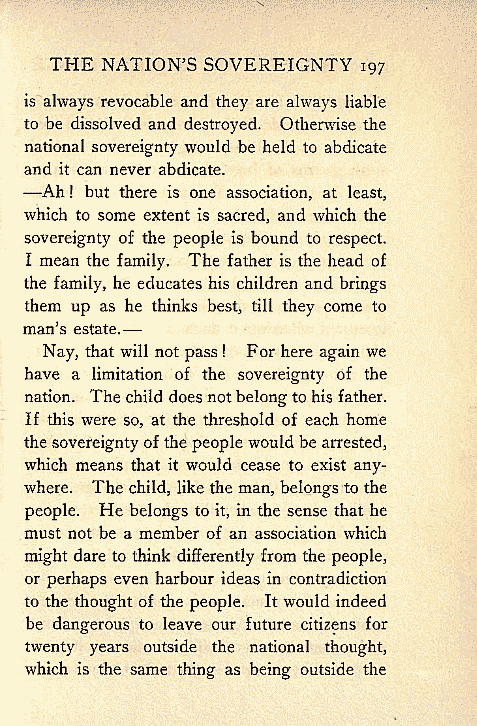 THE NATION'S SOVEREIGNTY 197
is always revocable and they are always liable
to be dissolved and destroyed. Otherwise the
national sovereignty would be held to abdicate
and it can never abdicate.
—Ah! but there is one association, at least,
which to some extent is sacred, and which the
sovereignty of the people is bound to respect.
I mean the family. The father is the head of
the family, he educates his children and brings
them up as he thinks best, till they come to
man's estate.—
Nay, that will not pass! For here again we
have a limitation of the sovereignty of the
nation. The child does not belong to his father.
If this were so, at the threshold of each home
the sovereignty of the people would be arrested,
which means that it would cease to exist any-
where. The child, like the man, belongs to the
people. He belongs to it, in the sense that he
must not be a member of an association which
might dare to think differently from the people,
or perhaps even harbour ideas in contradiction
to the thought of the people. It would indeed
be dangerous to leave our future citizens for
twenty years outside the national thought,
which is the same thing as being outside the